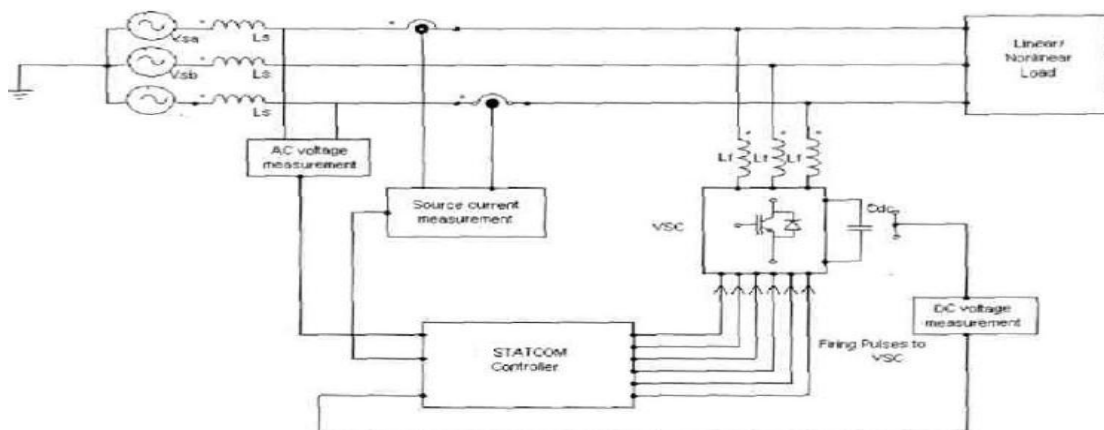 Vsa
Ls
Vsb
Ls
Ls
Linear/
Nonlinear
Load
AC voltage
measurement
Source current
measurement
Lf
Lf
Lf
VSC
Cdc
DC voltage
measurement
STATCOM
Controller
Firing Pulses to
VSC